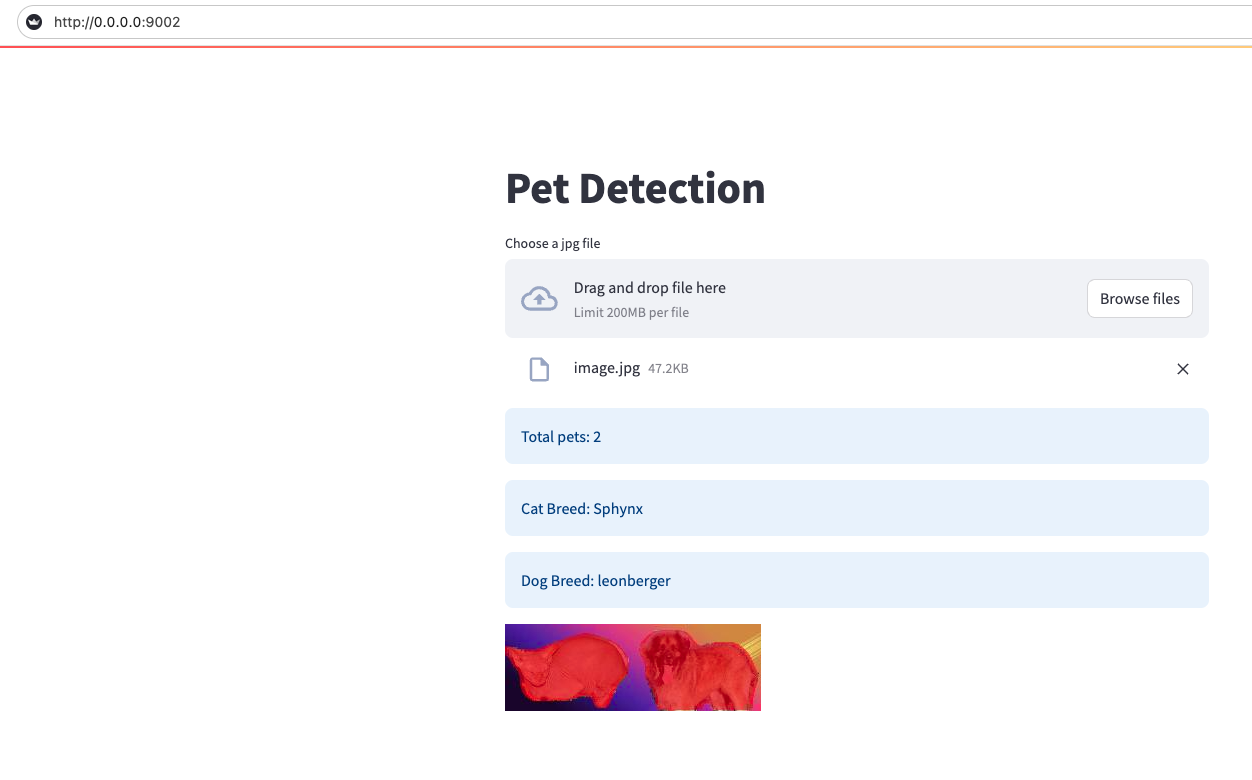 http://0.0.0.0:9002
Pet Detection
Choose a jpg file
Drag and drop file here
Limit 200MB per file
Browse files
image.jpg 47.2KB
Total pets: 2
Cat Breed: Sphynx
Dog Breed: leonberger